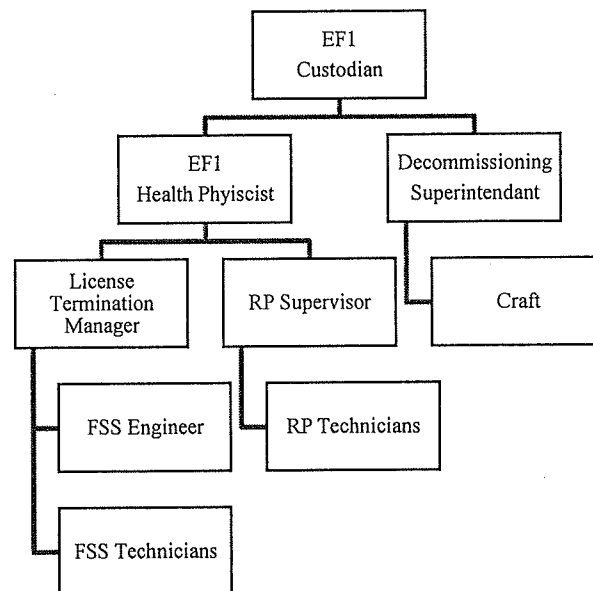 EF1
Custodian
EF1
Health Phyiscist
Decommissioning
Superintendant
License
Termination
Manager
RP Supervisor
Craft
FSS Engineer
RP Technicians
FSS Technicians